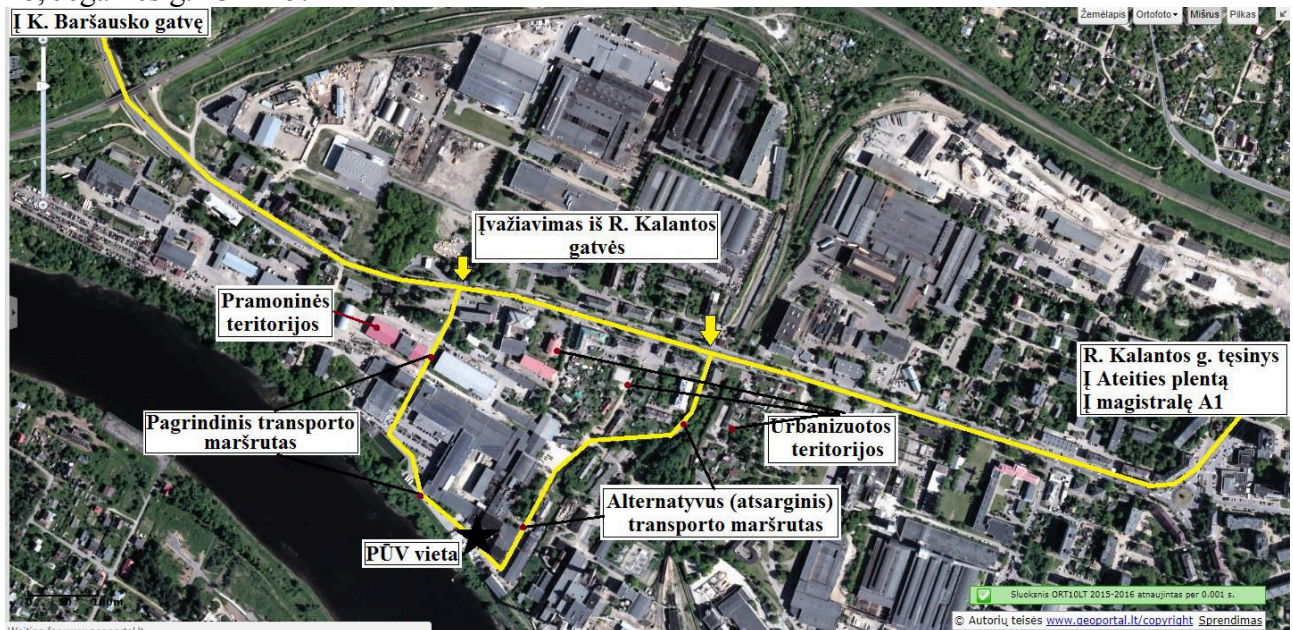 Į K. Baršausko gatvę
Žemėlapis
Ortofoto
Mišrus
Pilkas
Įvažiavimas iš R. Kalantos
gatvės
Pramoninės
teritorijos
R. Kalantos g. tęsinys
Į Ateities plentą
Į magistralę A1
Pagrindinis transporto
maršrutas
Urbanizuotos
teritorijos
Alternatyvus (atsarginis)
transporto maršrutas
PŪV vieta
Sluoksnis ORT10LT 2015-2016 atnaujintas per 0.001 s.
© Autorių teisės www.geoportal.lt/copyright Sprendimas